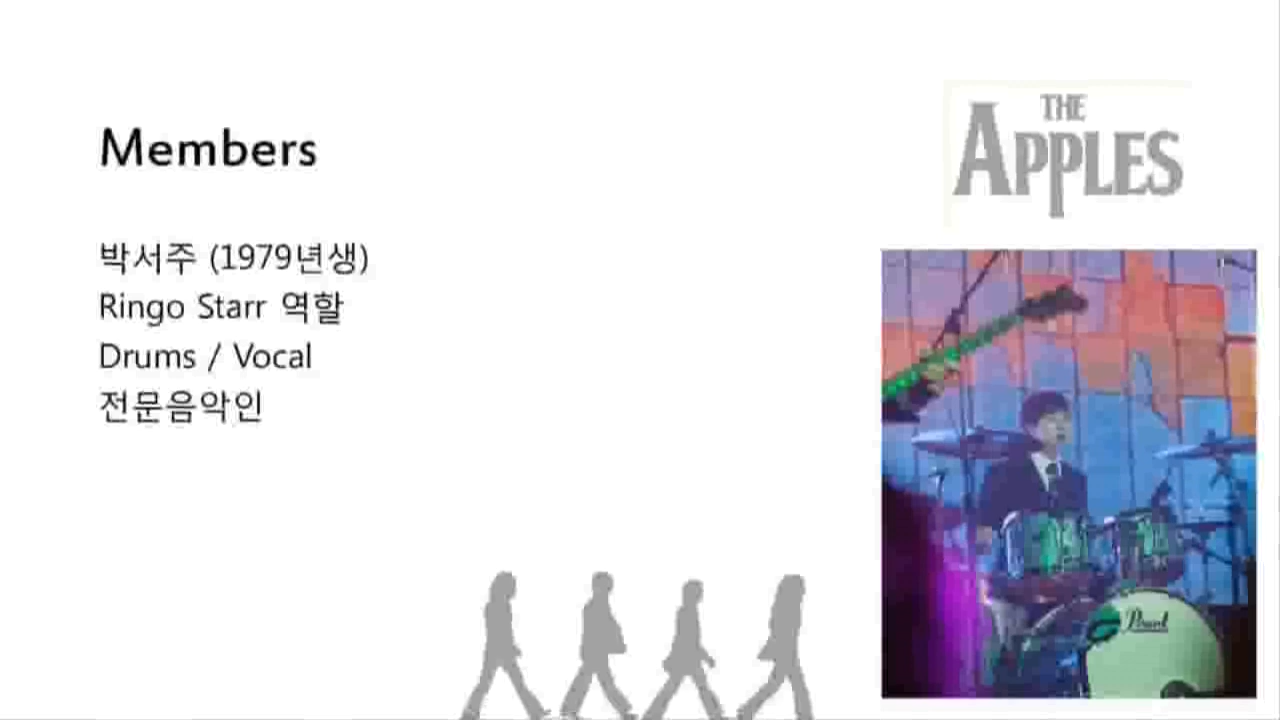 Members
THE
APPLES
박서주 (1979년생)
Ringo Starr 역할
Drums / Vocal
전문음악인
Pearl